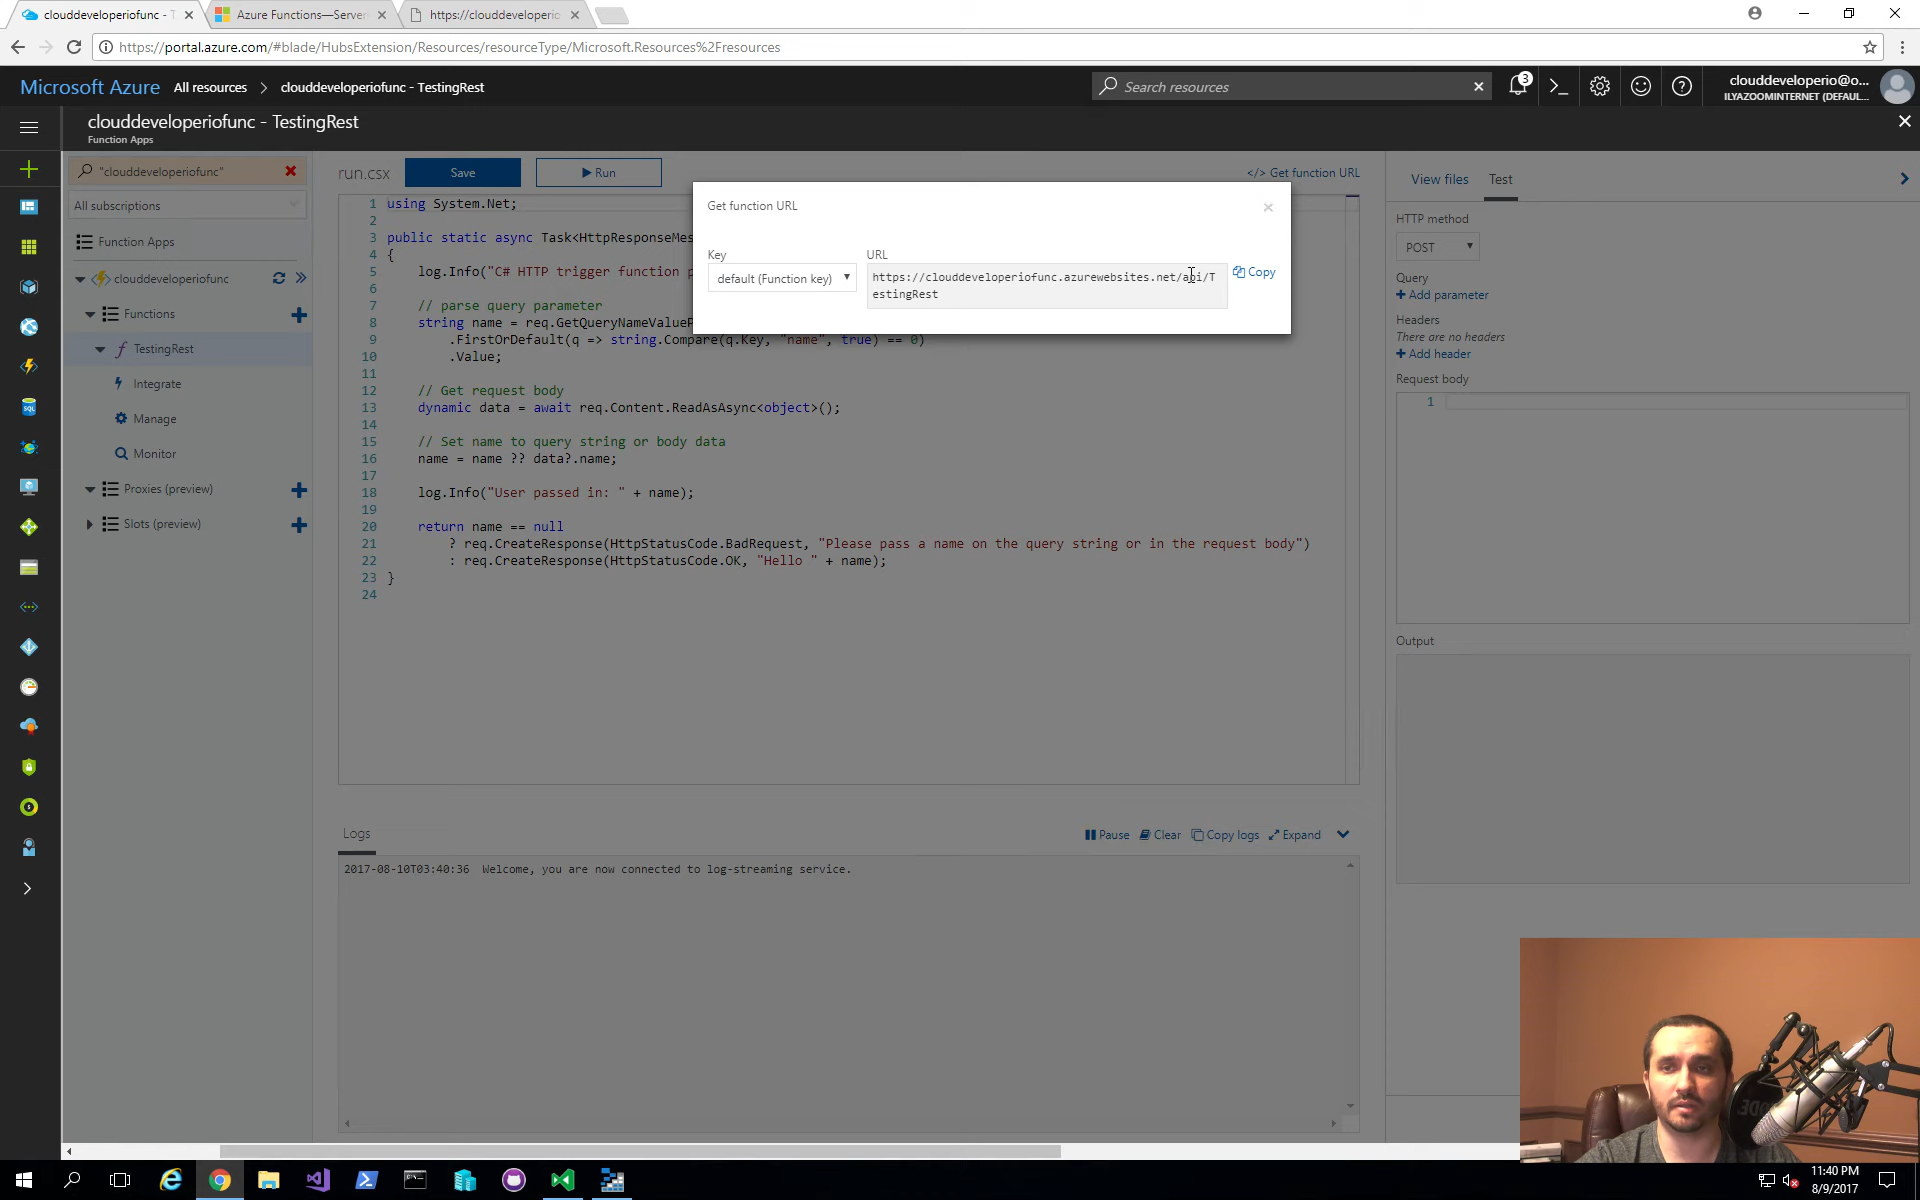 clouddeveloperiofunc - T
Azure Functions—Server
https://clouddeveloperio
https://portal.azure.com/#blade/HubsExtension/Resources/resourceType/Microsoft.Resources%2Fresources
Microsoft Azure All resources > clouddeveloperiofunc - TestingRest
Search resources
3
clouddeveloperio@o...
ILYAZOOMINTERNET (DEFAUL...
clouddeveloperiofunc - TestingRest
Function Apps
"clouddeveloperiofunc"
All subscriptions
Function Apps
clouddeveloperiofunc
Functions
TestingRest
Integrate
Manage
Monitor
Proxies (preview)
Slots (preview)
run.csx Save Run </> Get function URL
1 using System.Net;
2
3 public static async Task<HttpResponseMes
4 {
5 log.Info("C# HTTP trigger function p
6
7 // parse query parameter
8 string name = req.GetQueryNameValueP
9 .FirstOrDefault(q => string.Compare(q.Key, "name", true) == 0)
10 .Value;
11
12 // Get request body
13 dynamic data = await req.Content.ReadAsAsync<object>();
14
15 // Set name to query string or body data
16 name = name ?? data?.name;
17
18 log.Info("User passed in: " + name);
19
20 return name == null
21 ? req.CreateResponse(HttpStatusCode.BadRequest, "Please pass a name on the query string or in the request body")
22 : req.CreateResponse(HttpStatusCode.OK, "Hello " + name);
23 }
24
Get function URL
Key
default (Function key)
URL
https://clouddeveloperiofunc.azurewebsites.net/api/T
estingRest
Copy
Logs
Pause Clear Copy logs Expand
2017-08-10T03:40:36 Welcome, you are now connected to log-streaming service.
View files Test
HTTP method
POST
Query
+ Add parameter
Headers
There are no headers
+ Add header
Request body
1
Output
SQL
11:40 PM
8/9/2017